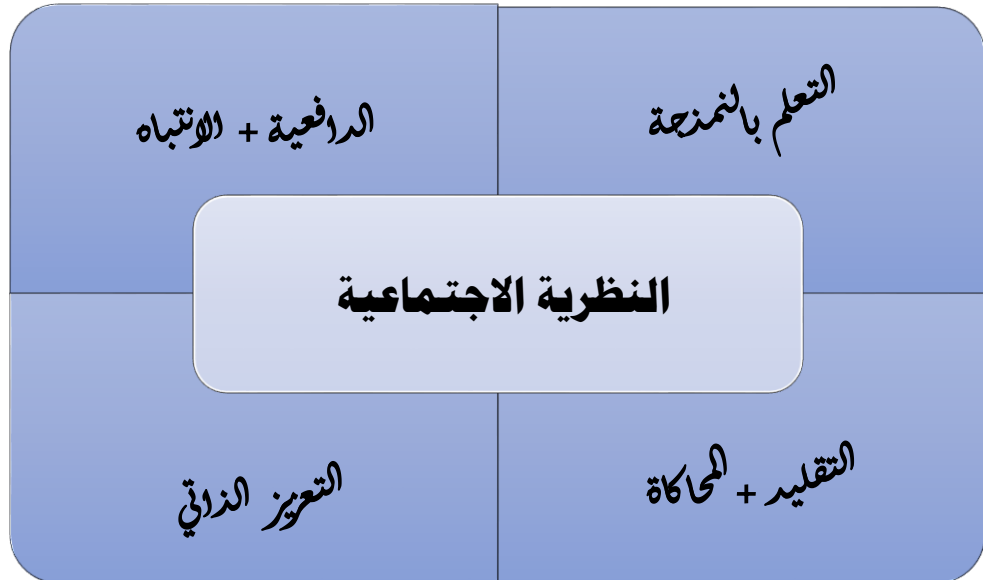 التعلم بالنمذجة
الدافعية + الانتباه
النظرية الاجتماعية
التقليد + المحاكاة
التعزيز الذاتي